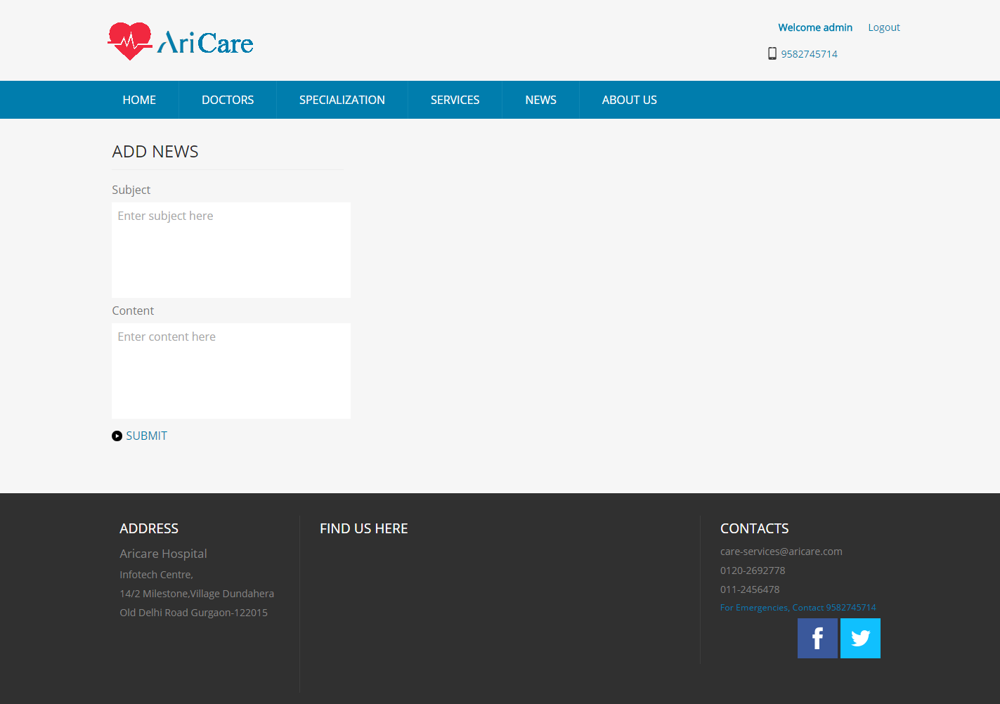 AriCare
Welcome admin Logout
9582745714
HOME DOCTORS SPECIALIZATION SERVICES NEWS ABOUT US
ADD NEWS
Subject
Enter subject here
Content
Enter content here
SUBMIT
ADDRESS
Aricare Hospital
Infotech Centre,
14/2 Milestone,Village Dundahera
Old Delhi Road Gurgaon-122015
FIND US HERE
CONTACTS
care-services@aricare.com
0120-2692778
011-2456478
For Emergencies, Contact 9582745714